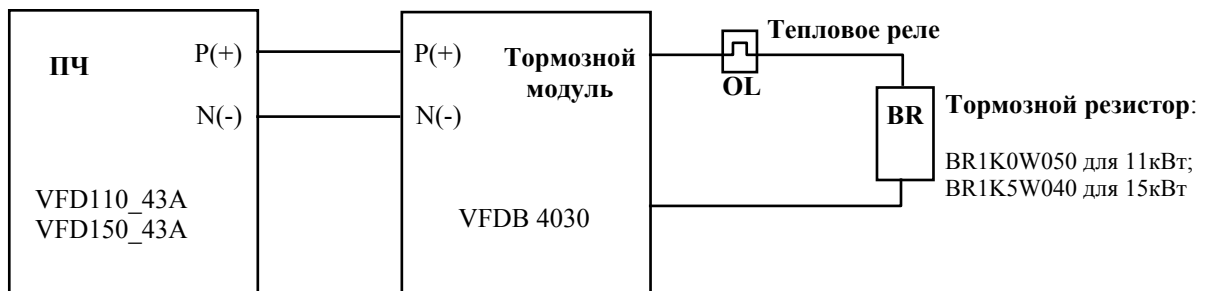 ПЧ
P(+)
N(-)
VFD110_43A
VFD150_43A
P(+)
N(-)
Тормозной
модуль
VFDB 4030
Тепловое реле
OL
BR
Тормозной резистор:
BR1K0W050 для 11кВт;
BR1K5W040 для 15кВт